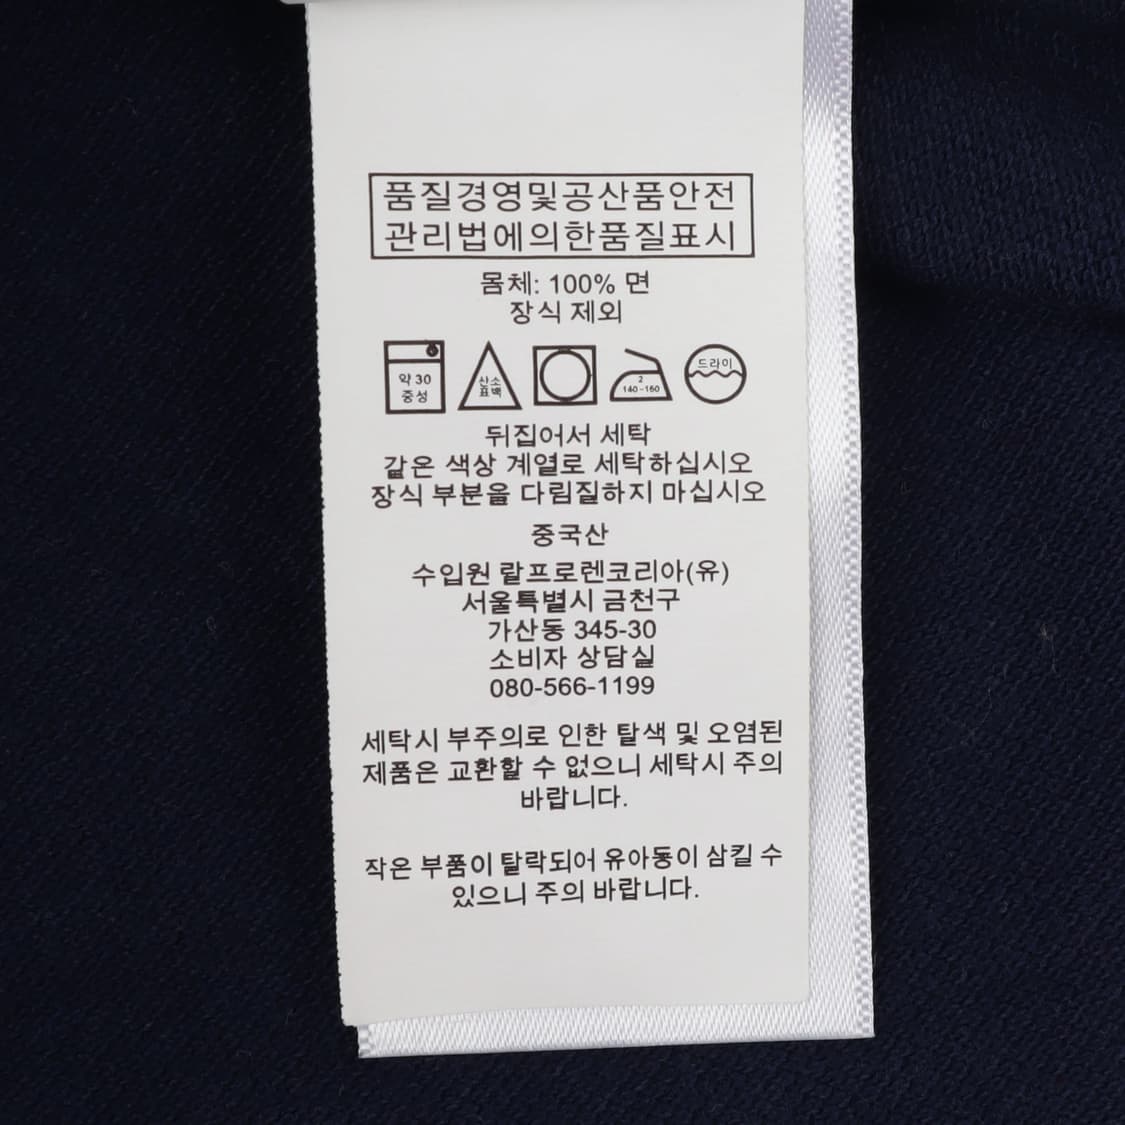 품질경영및공산품안전
관리법에의한품질표시
몸체: 100% 면
장식 제외
약 30
중성
산소
표백
2
140-160
드라이
뒤집어서 세탁
같은 색상 계열로 세탁하십시오
장식 부분을 다림질하지 마십시오
중국산
수입원 랄프로렌코리아(유)
서울특별시 금천구
가산동 345-30
소비자 상담실
080-566-1199
세탁시 부주의로 인한 탈색 및 오염된
제품은 교환할 수 없으니 세탁시 주의
바랍니다.
작은 부품이 탈락되어 유아동이 삼킬 수
있으니 주의 바랍니다.